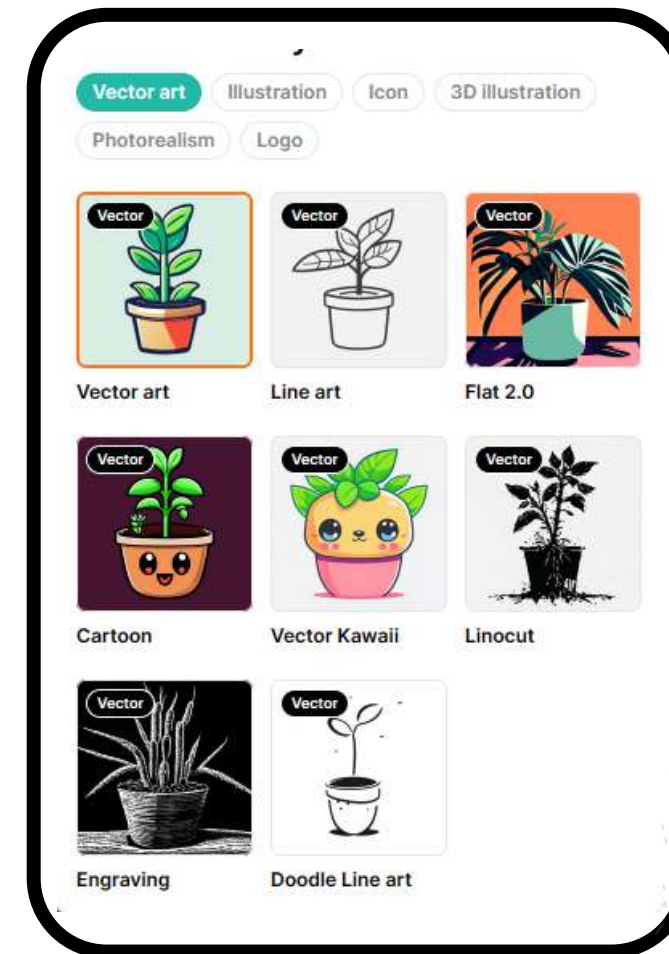 Vector art Illustration Icon 3D illustration
Photorealism Logo
Vector Vector Vector
Vector art Line art Flat 2.0
Vector Vector Vector
Cartoon Vector Kawaii Linocut
Vector Vector
Engraving Doodle Line art